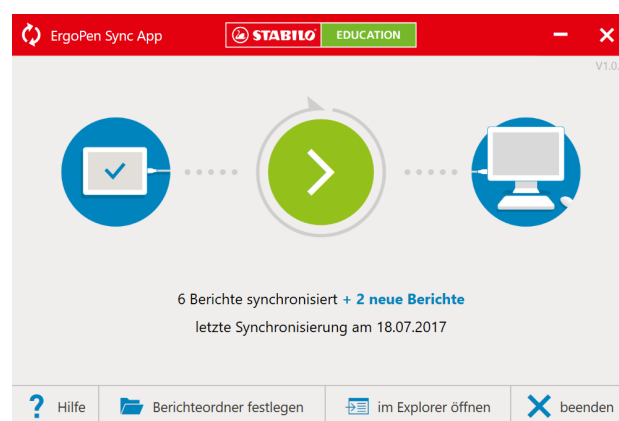 ErgoPen Sync App STABILO EDUCATION
V1.0.
6 Berichte synchronisiert + 2 neue Berichte
letzte Synchronisierung am 18.07.2017
? Hilfe Berichteordner festlegen im Explorer öffnen beenden